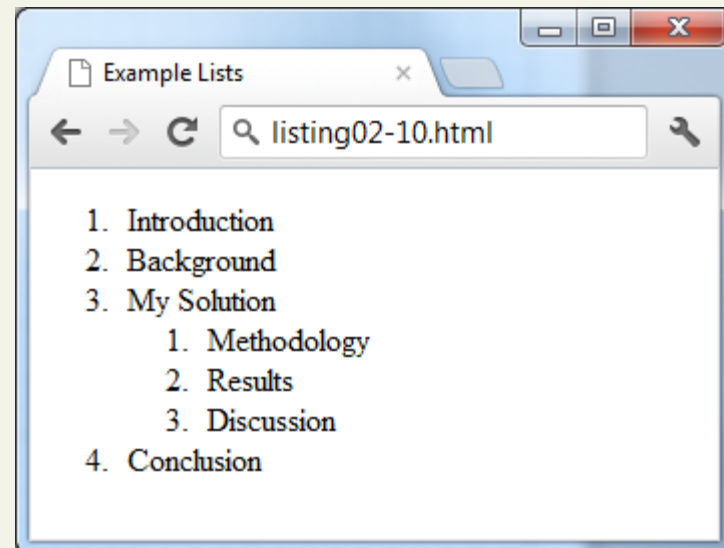 Example Lists
listing02-10.html
1. Introduction
2. Background
3. My Solution
1. Methodology
2. Results
3. Discussion
4. Conclusion